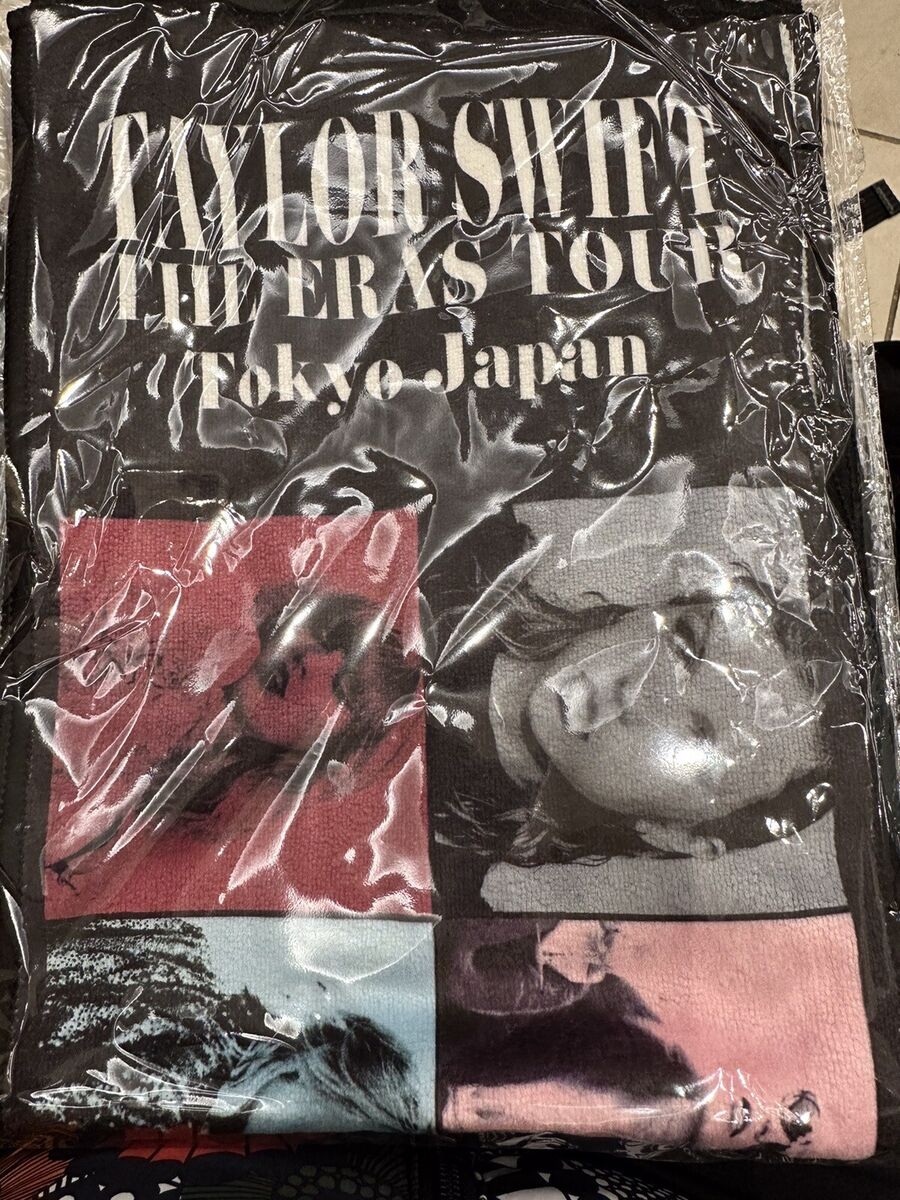 TAYLOR SWIFT
THE ERAS TOUR
Tokyo Japan